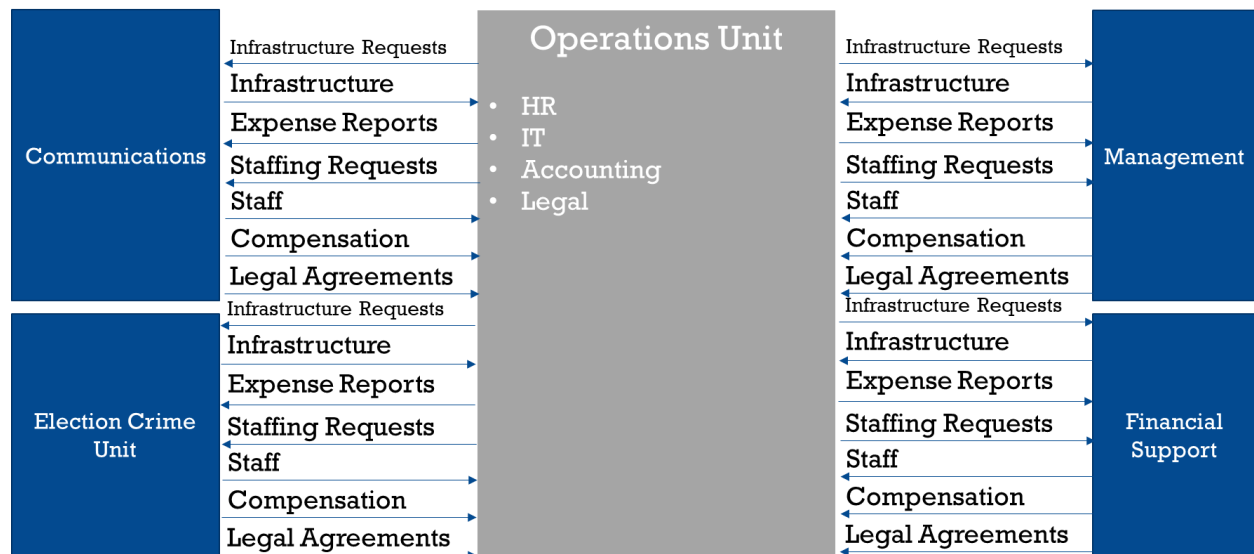 Communications
Infrastructure Requests
Infrastructure
Expense Reports
Staffing Requests
Staff
Compensation
Legal Agreements
Election Crime
Unit
Infrastructure Requests
Infrastructure
Expense Reports
Staffing Requests
Staff
Compensation
Legal Agreements
Operations Unit
• HR
• IT
• Accounting
• Legal
Infrastructure Requests
Infrastructure
Expense Reports
Staffing Requests
Staff
Compensation
Legal Agreements
Management
Infrastructure Requests
Infrastructure
Expense Reports
Staffing Requests
Staff
Compensation
Legal Agreements
Financial
Support